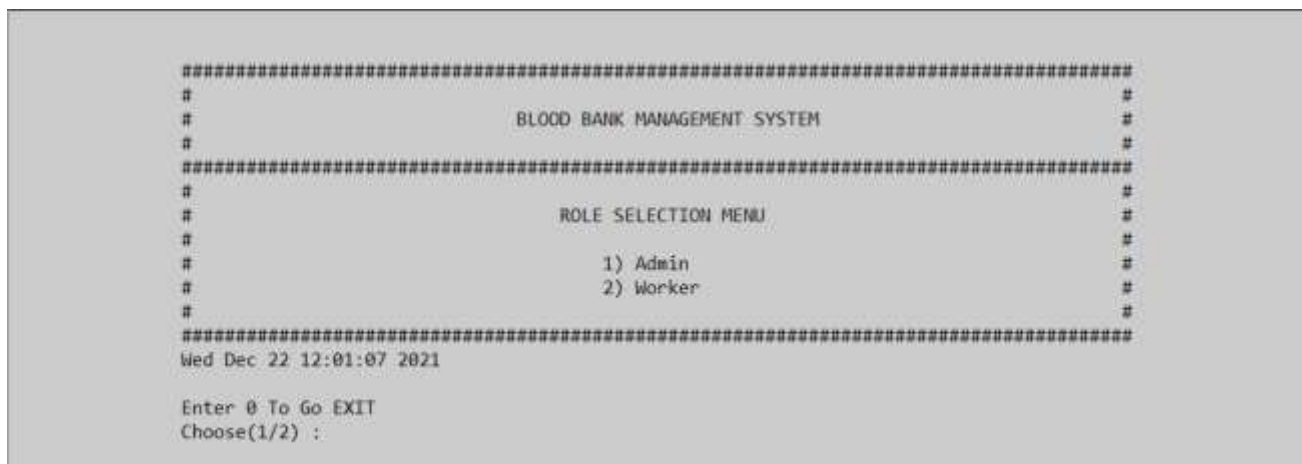 ########################################################################################
#                                                                                      #
#                              BLOOD BANK MANAGEMENT SYSTEM                            #
#                                                                                      #
########################################################################################
#                                                                                      #
#                                  ROLE SELECTION MENU                                 #
#                                                                                      #
#                                      1) Admin                                        #
#                                      2) Worker                                       #
#                                                                                      #
########################################################################################
Wed Dec 22 12:01:07 2021
Enter 0 To Go EXIT
Choose(1/2) :